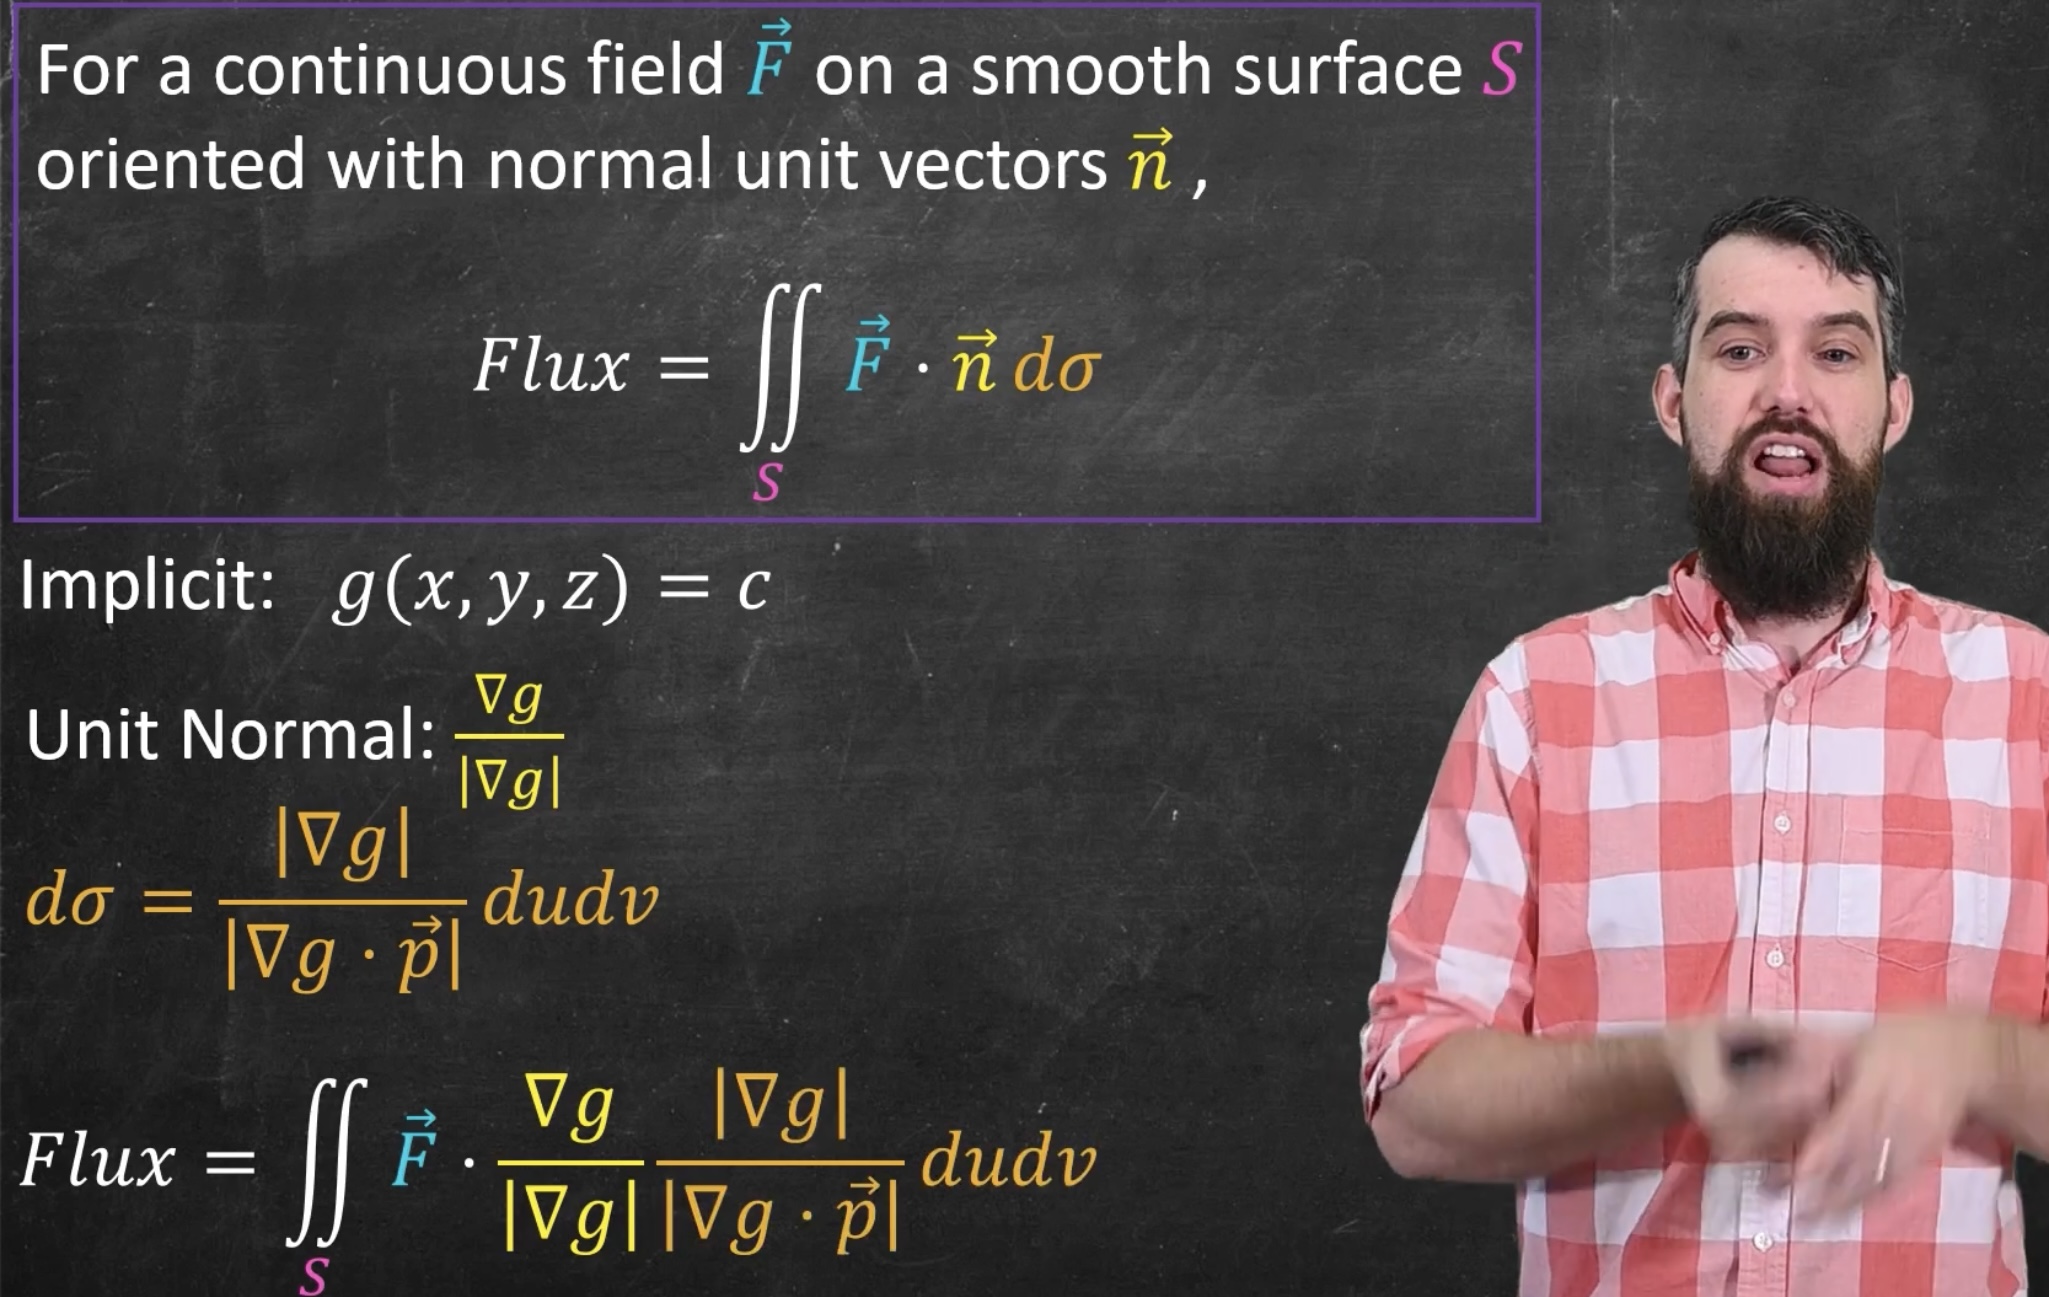 For a continuous field $\vec{F}$ on a smooth surface $S$
oriented with normal unit vectors $\vec{n}$ ,
$Flux = \iint_S \vec{F} \cdot \vec{n} \, d\sigma$
Implicit: $g(x, y, z) = c$
Unit Normal: $\frac{\nabla g}{|\nabla g|}$
$d\sigma = \frac{|\nabla g|}{|\nabla g \cdot \vec{p}|} dudv$
$Flux = \iint_S \vec{F} \cdot \frac{\nabla g}{|\nabla g|} \frac{|\nabla g|}{|\nabla g \cdot \vec{p}|} dudv$